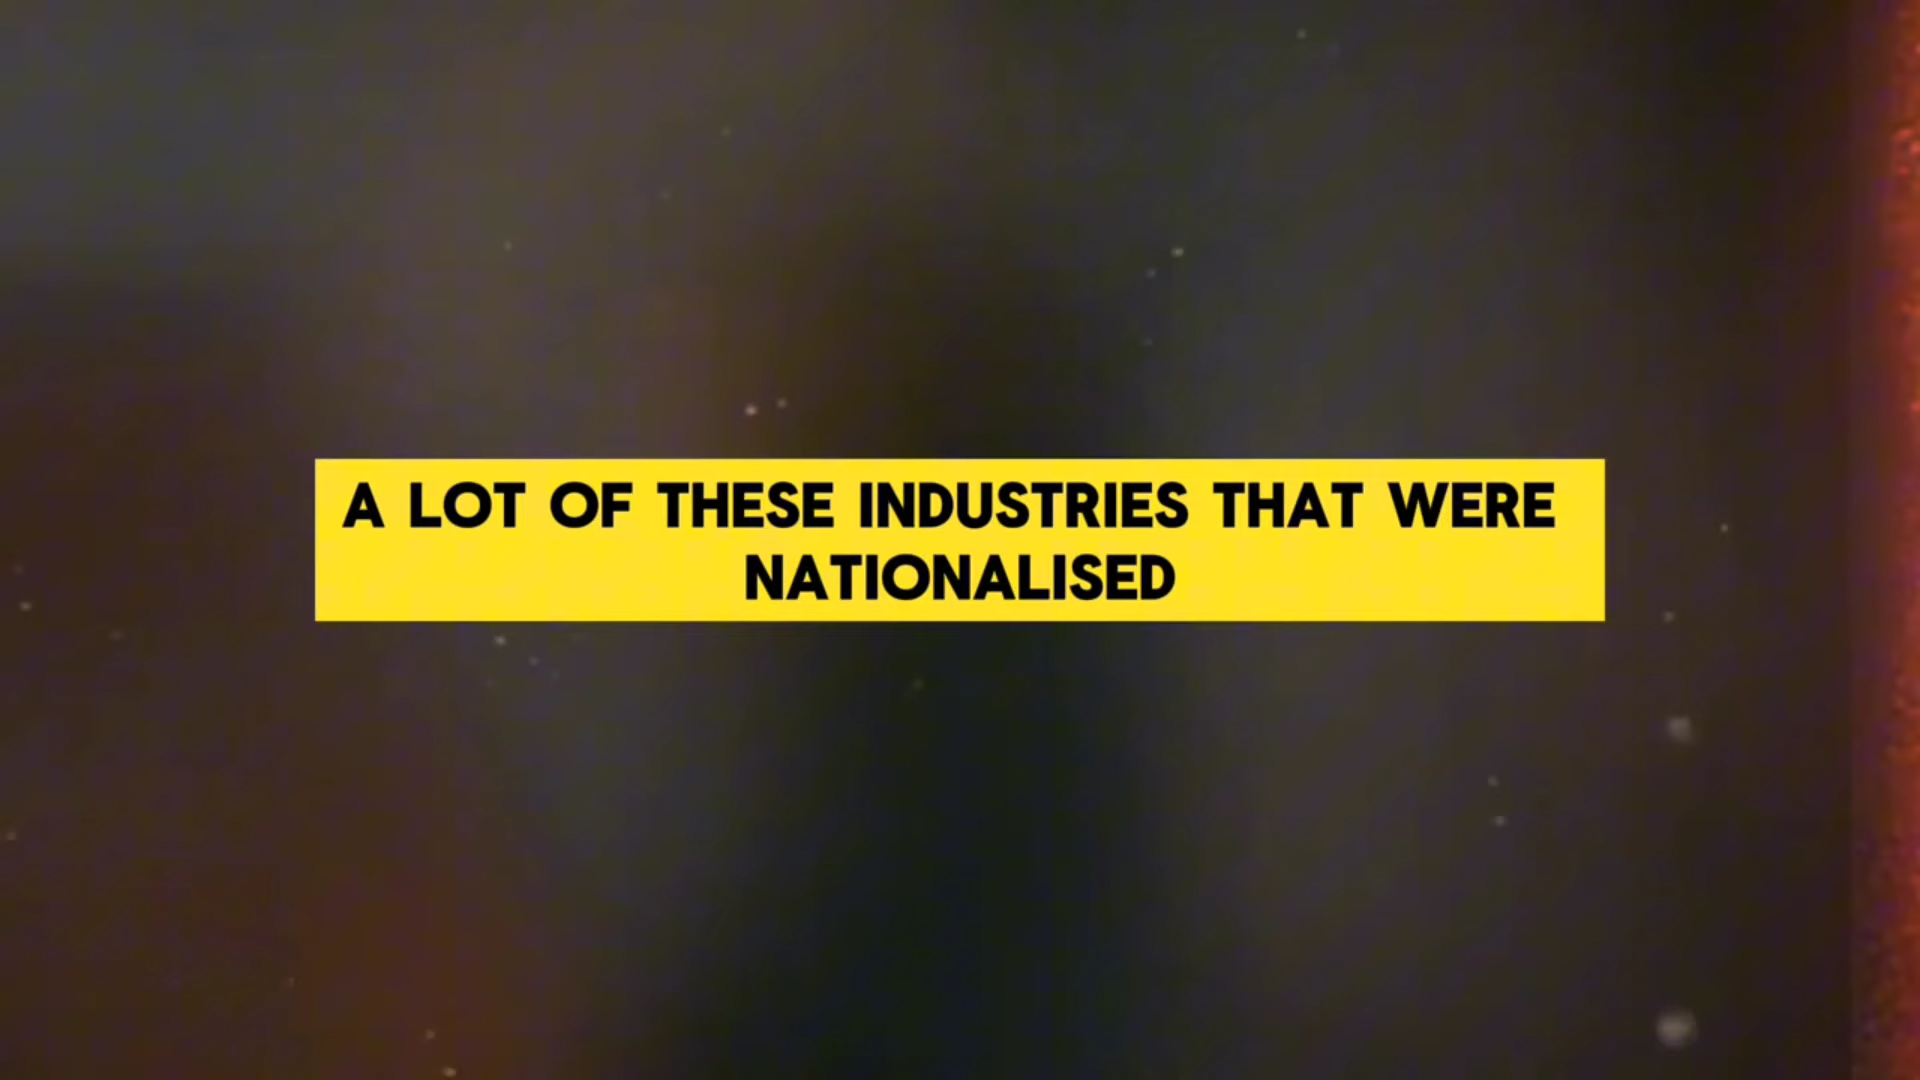 A LOT OF THESE INDUSTRIES THAT WERE
NATIONALISED